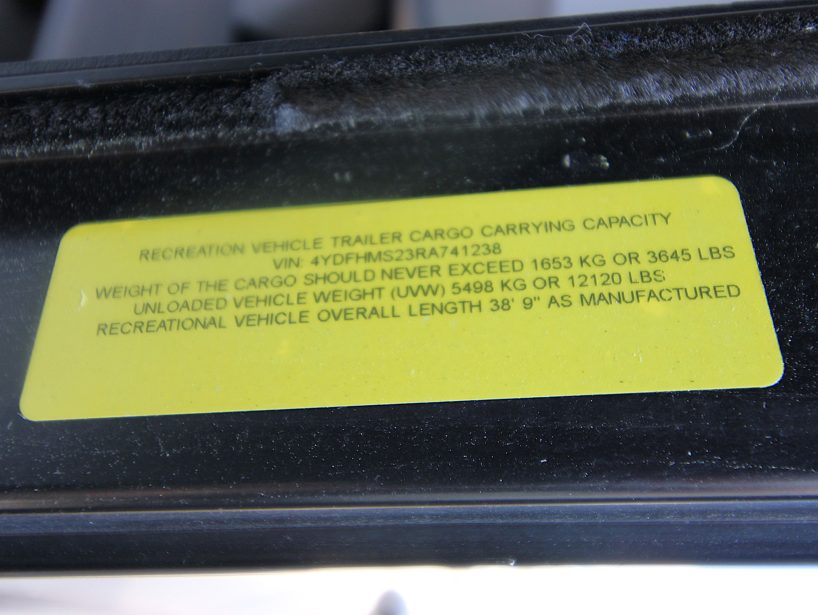 RECREATION VEHICLE TRAILER CARGO CARRYING CAPACITY
VIN: 4YDFHMS23RA741238
WEIGHT OF THE CARGO SHOULD NEVER EXCEED 1653 KG OR 3645 LBS
UNLOADED VEHICLE WEIGHT (UVW) 5498 KG OR 12120 LBS
RECREATIONAL VEHICLE OVERALL LENGTH 38' 9" AS MANUFACTURED